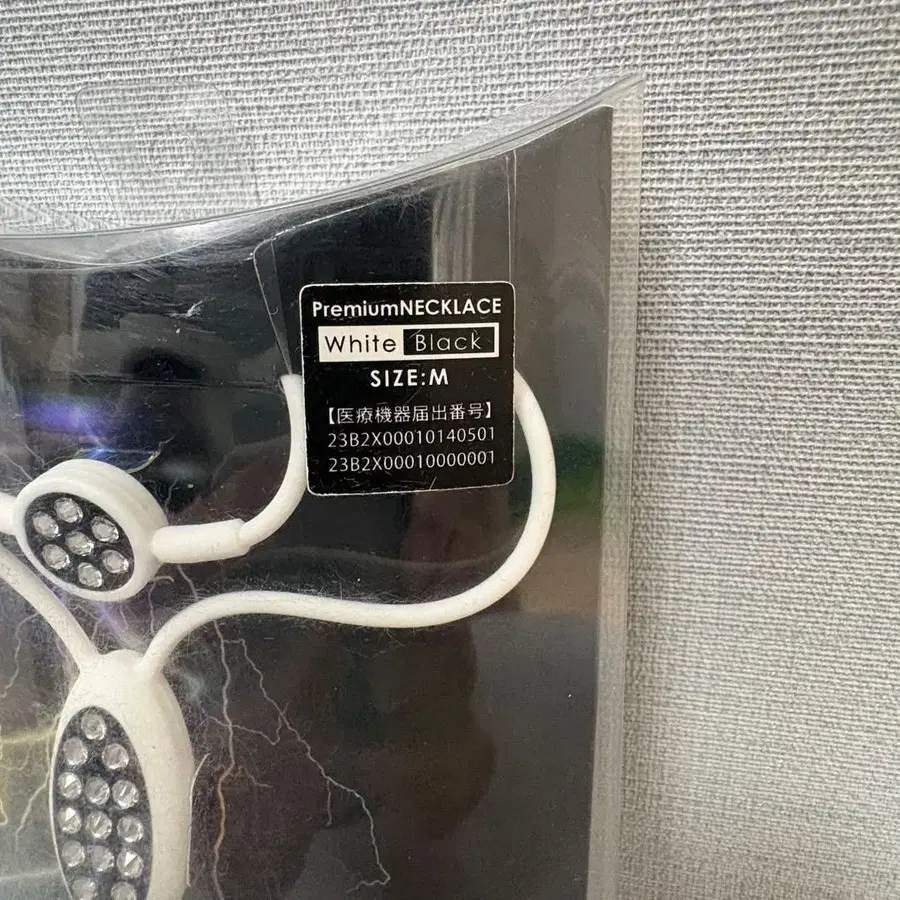 PremiumNECKLACE
White Black
SIZE:M
【医療機器届出番号】
23B2X00010140501
23B2X00010000001